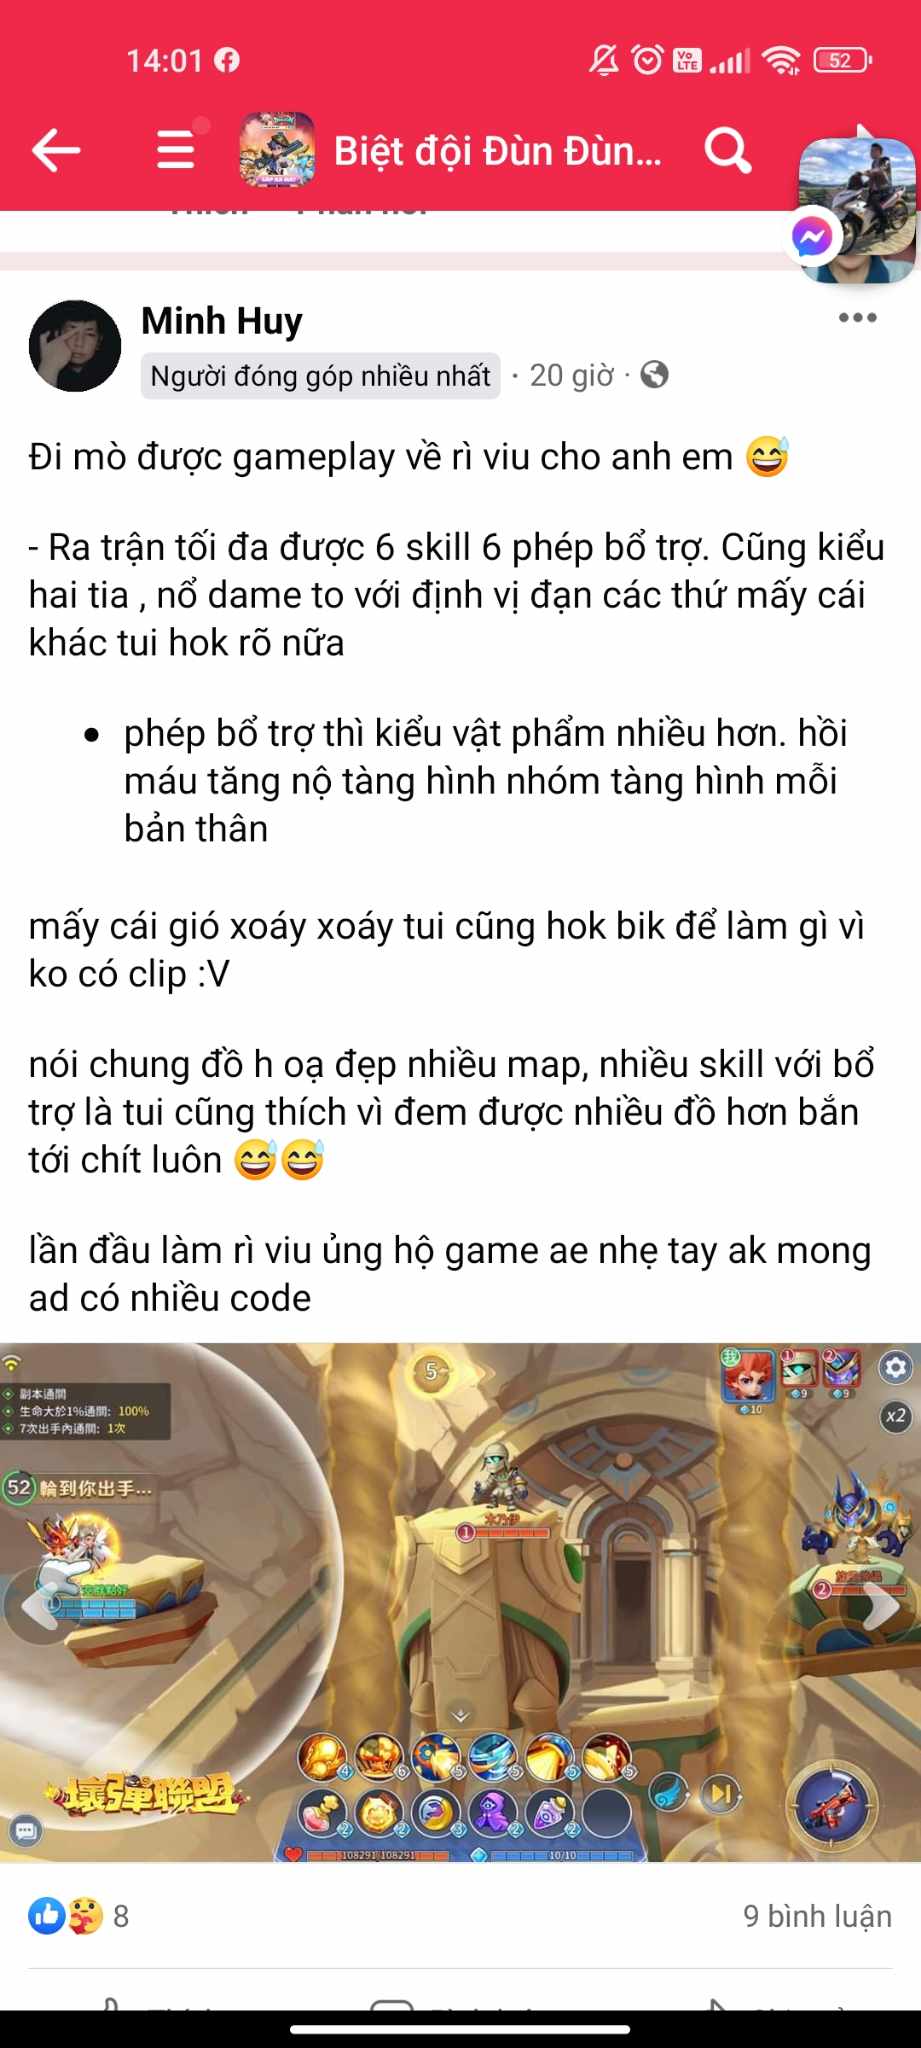 14:01
Vo LTE
52
Biệt đội Đùn Đùn...
Minh Huy
Người đóng góp nhiều nhất · 20 giờ ·
Đi mò được gameplay về rì viu cho anh em 😅
- Ra trận tối đa được 6 skill 6 phép bổ trợ. Cũng kiểu
hai tia , nổ dame to với định vị đạn các thứ mấy cái
khác tui hok rõ nữa
• phép bổ trợ thì kiểu vật phẩm nhiều hơn. hồi
máu tăng nộ tàng hình nhóm tàng hình mỗi
bản thân
mấy cái gió xoáy xoáy tui cũng hok bik để làm gì vì
ko có clip :V
nói chung đồ h oạ đẹp nhiều map, nhiều skill với bổ
trợ là tui cũng thích vì đem được nhiều đồ hơn bắn
tới chít luôn 😅😅
lần đầu làm rì viu ủng hộ game ae nhẹ tay ak mong
ad có nhiều code
5
我
1
2
10
9
9
x2
副本通關
生命大於1%通關: 100%
7次出手內通關: 1次
52 輪到你出手...
木乃伊
1
2
4
6
5
5
5
5
2
2
3
2
2
壞彈聯盟
108291/108291
10/10
8
9 bình luận